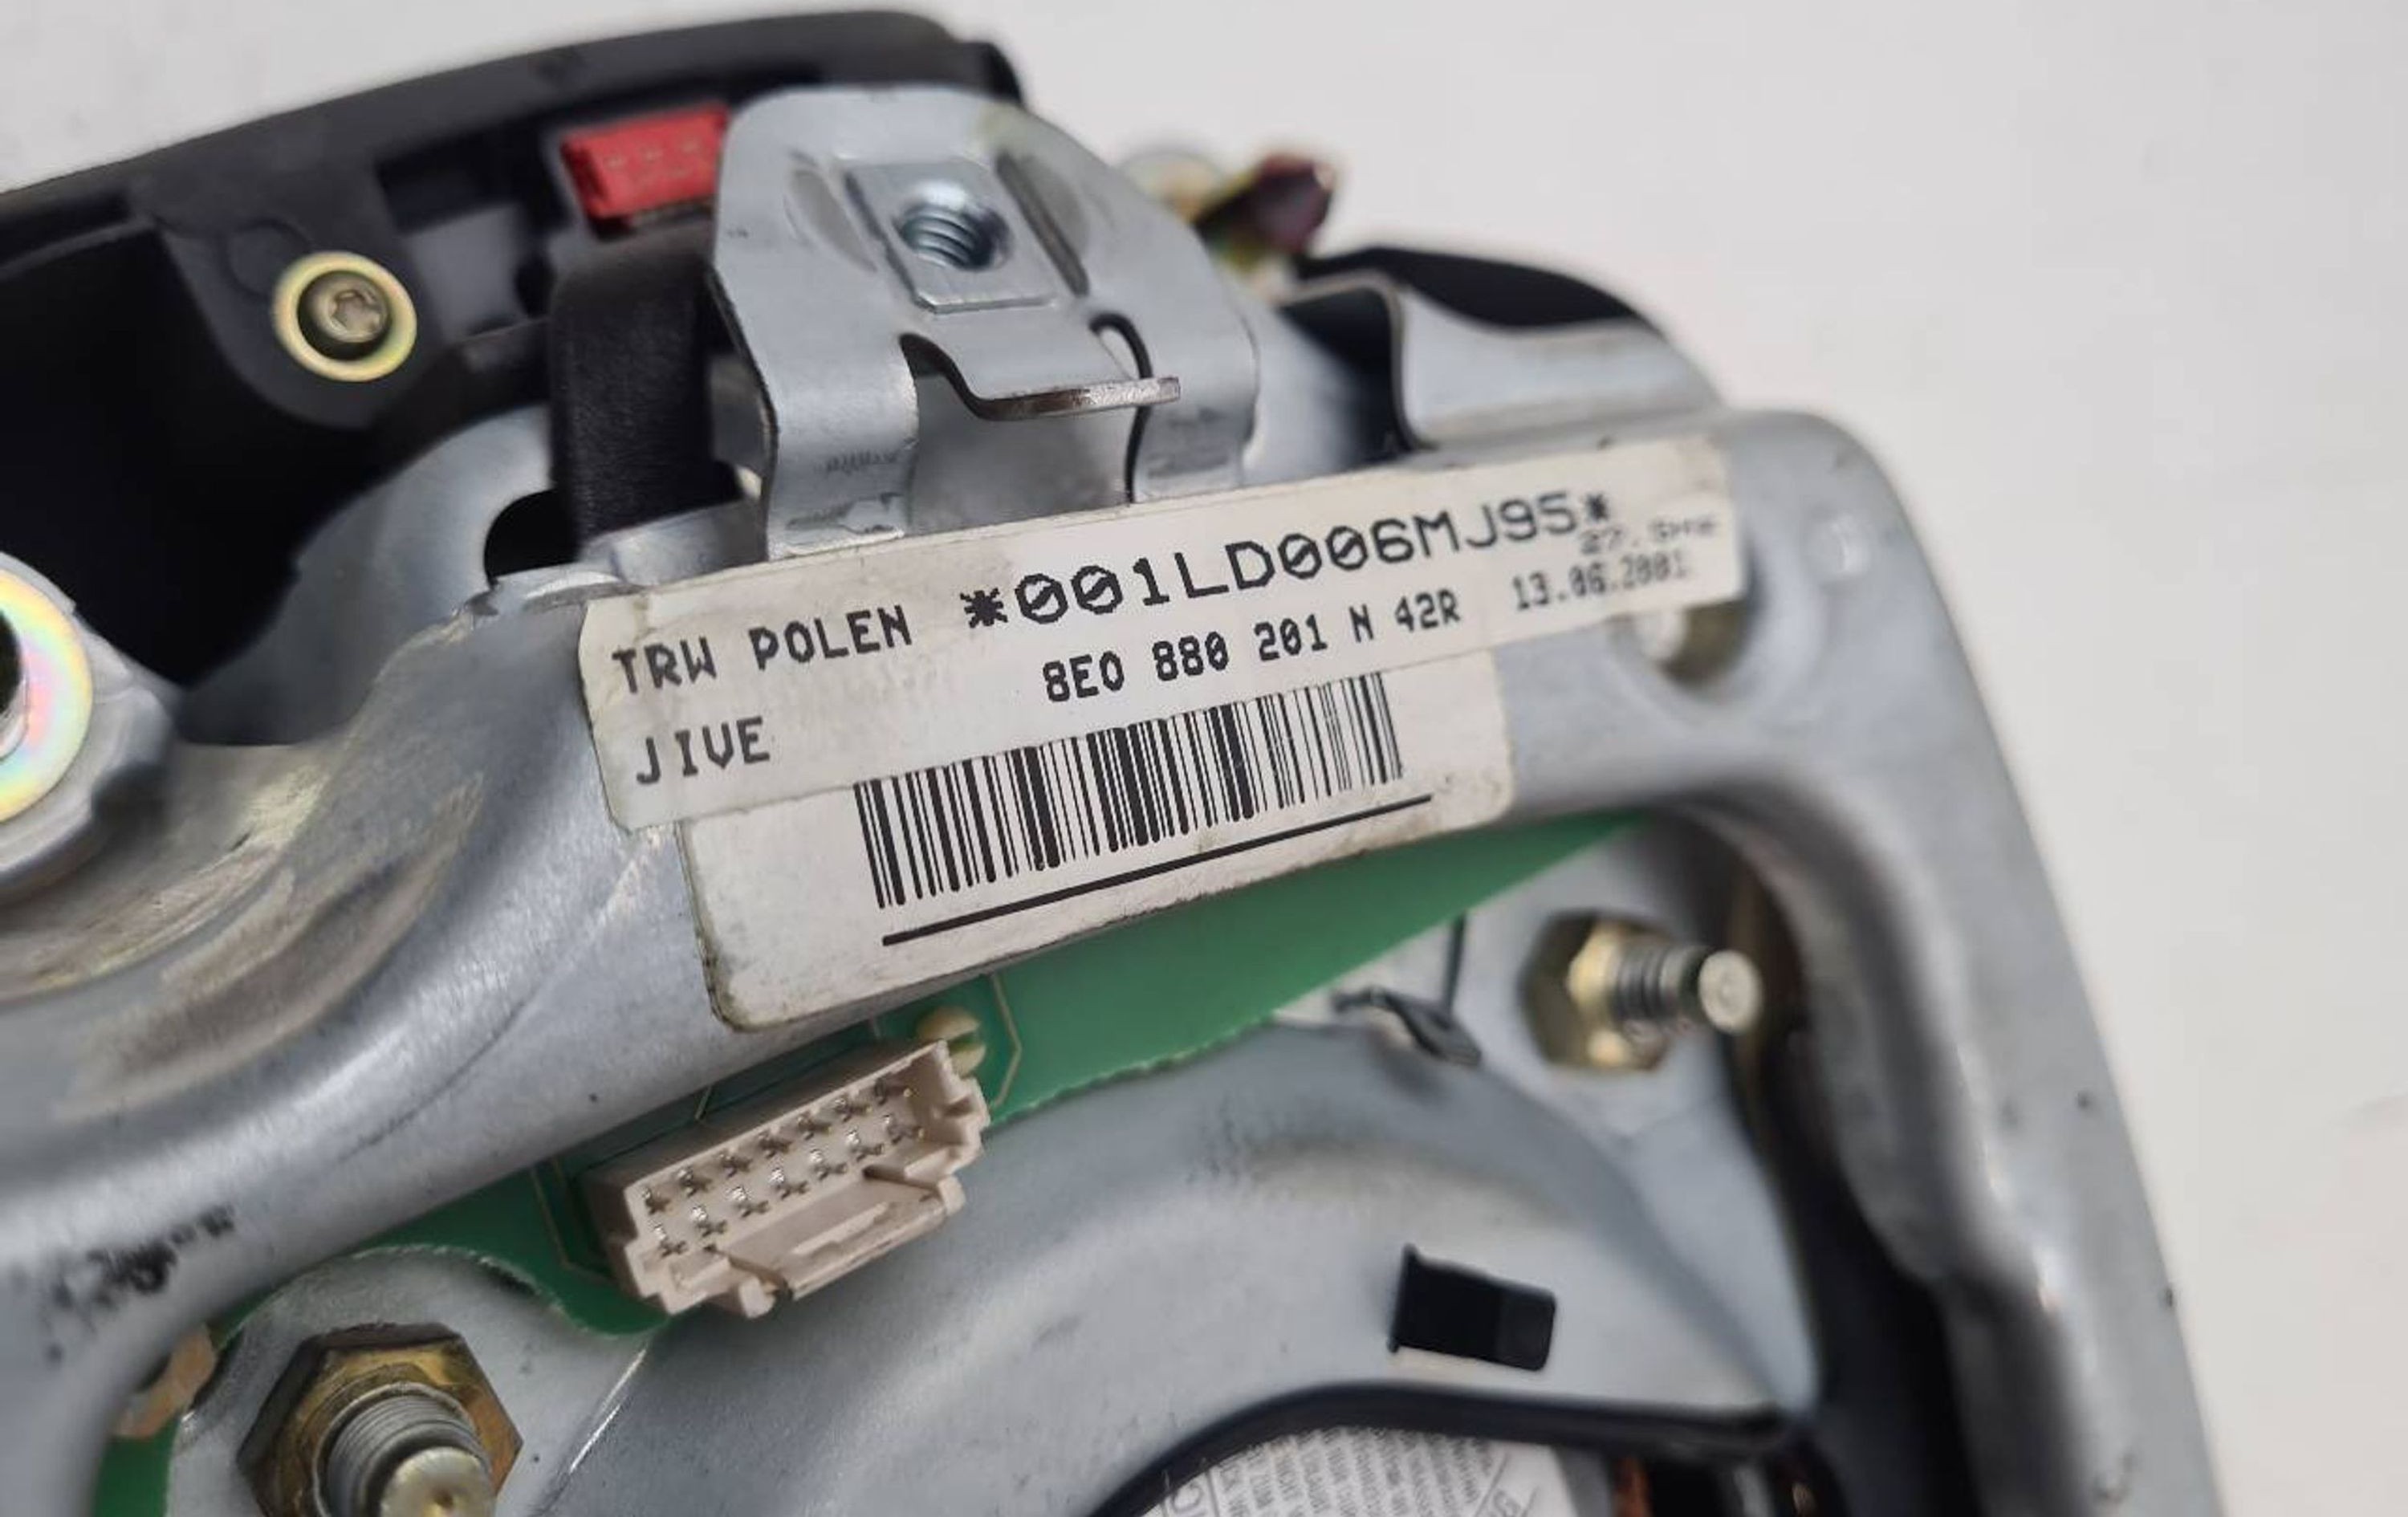 TRW POLEN *001LD006MJ95*
8E0 880 201 N 42R 13.06.2001
JIVE